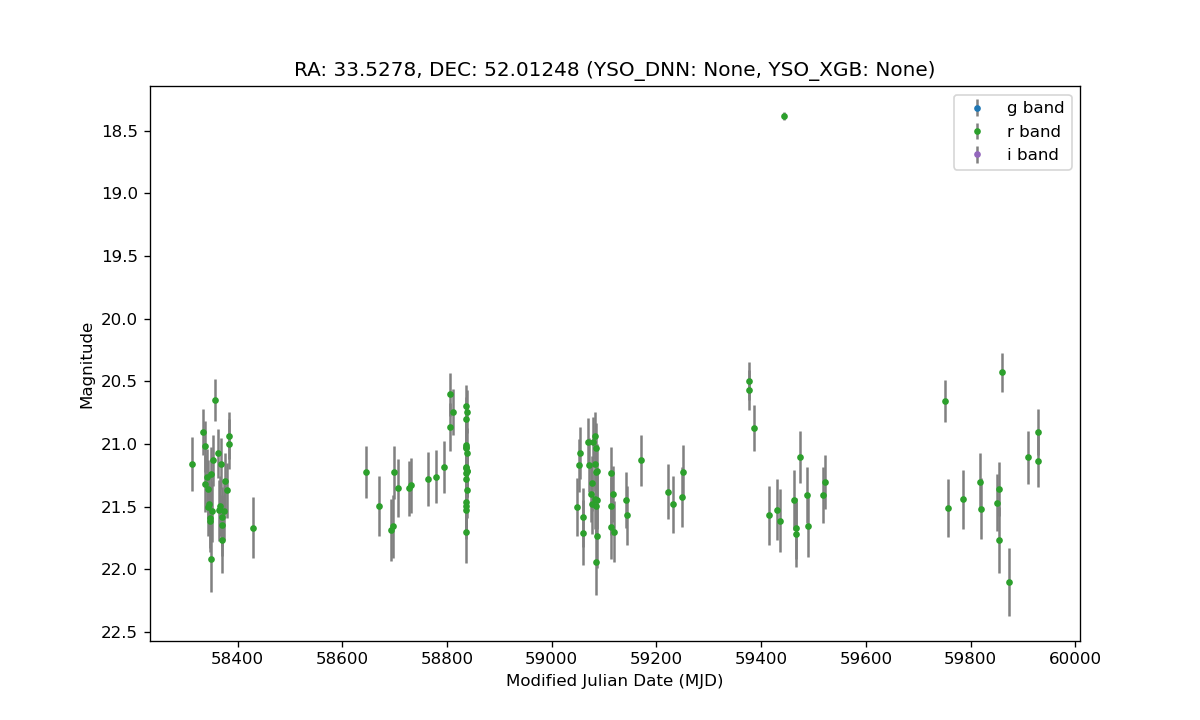 RA: 33.5278, DEC: 52.01248 (YSO_DNN: None, YSO_XGB: None)
g band
r band
i band
18.5
19.0
19.5
20.0
20.5
21.0
21.5
22.0
22.5
Magnitude
58400 58600 58800 59000 59200 59400 59600 59800 60000
Modified Julian Date (MJD)